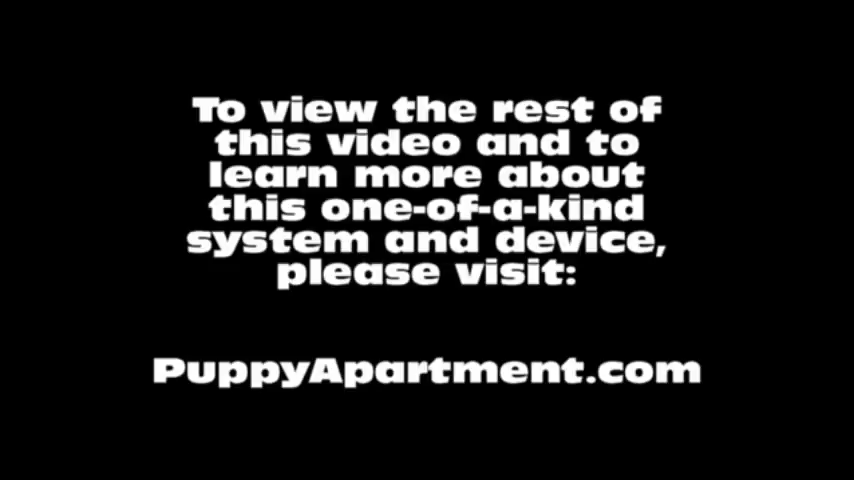 To view the rest of
this video and to
learn more about
this one-of-a-kind
system and device,
please visit:
PuppyApartment.com